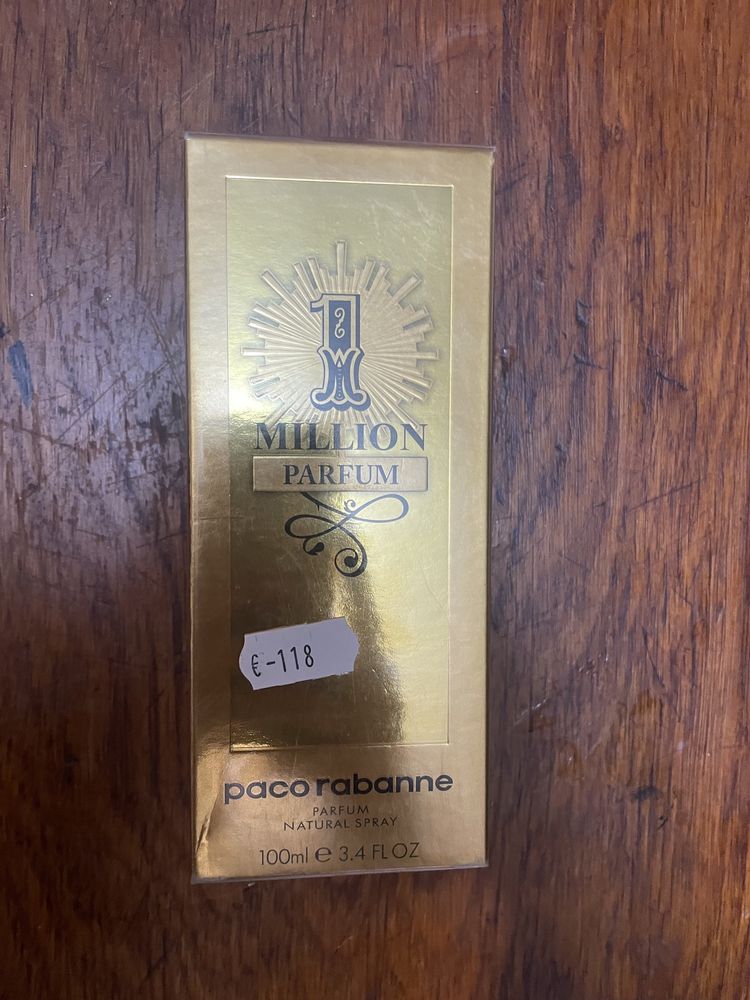 1
MILLION
PARFUM
€-118
paco rabanne
PARFUM
NATURAL SPRAY
100ml e 3.4 FL OZ